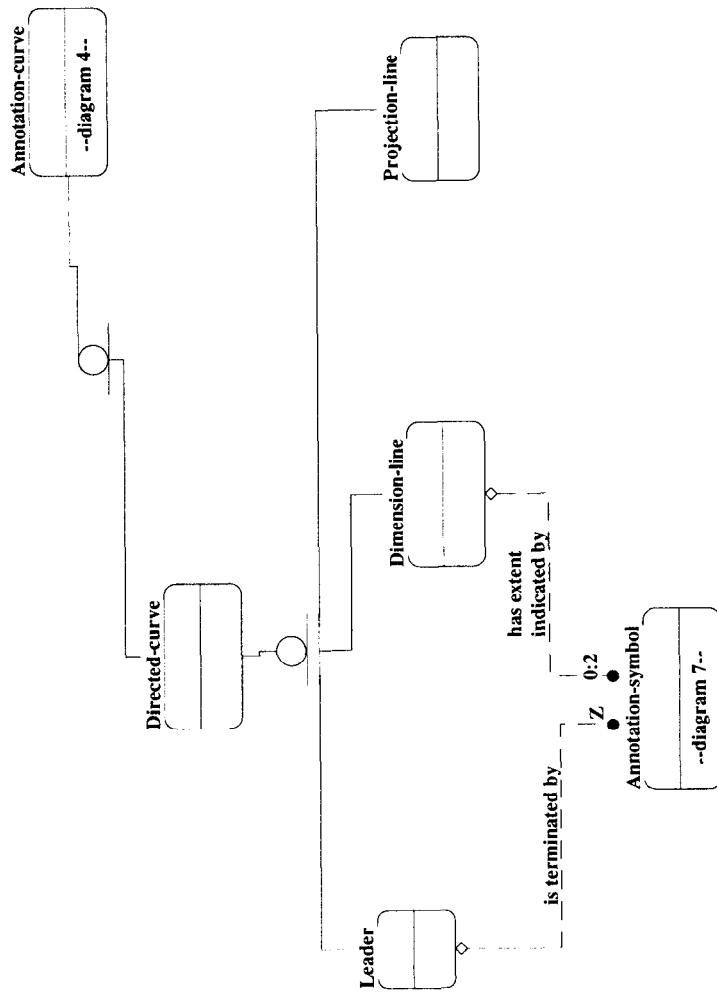 Annotation-curve
--diagram 4--
Directed-curve
Leader
Dimension-line
Projection-line
is terminated by
has extent
indicated by
Z
0:2
Annotation-symbol
--diagram 7--